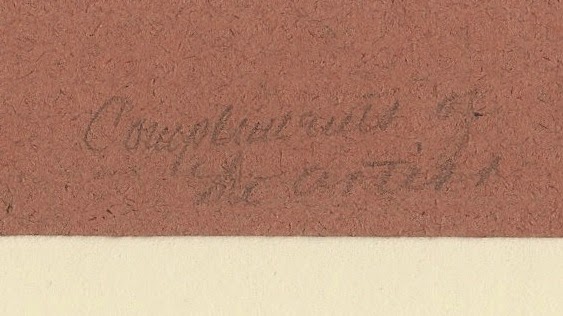 Compliments of
the artist